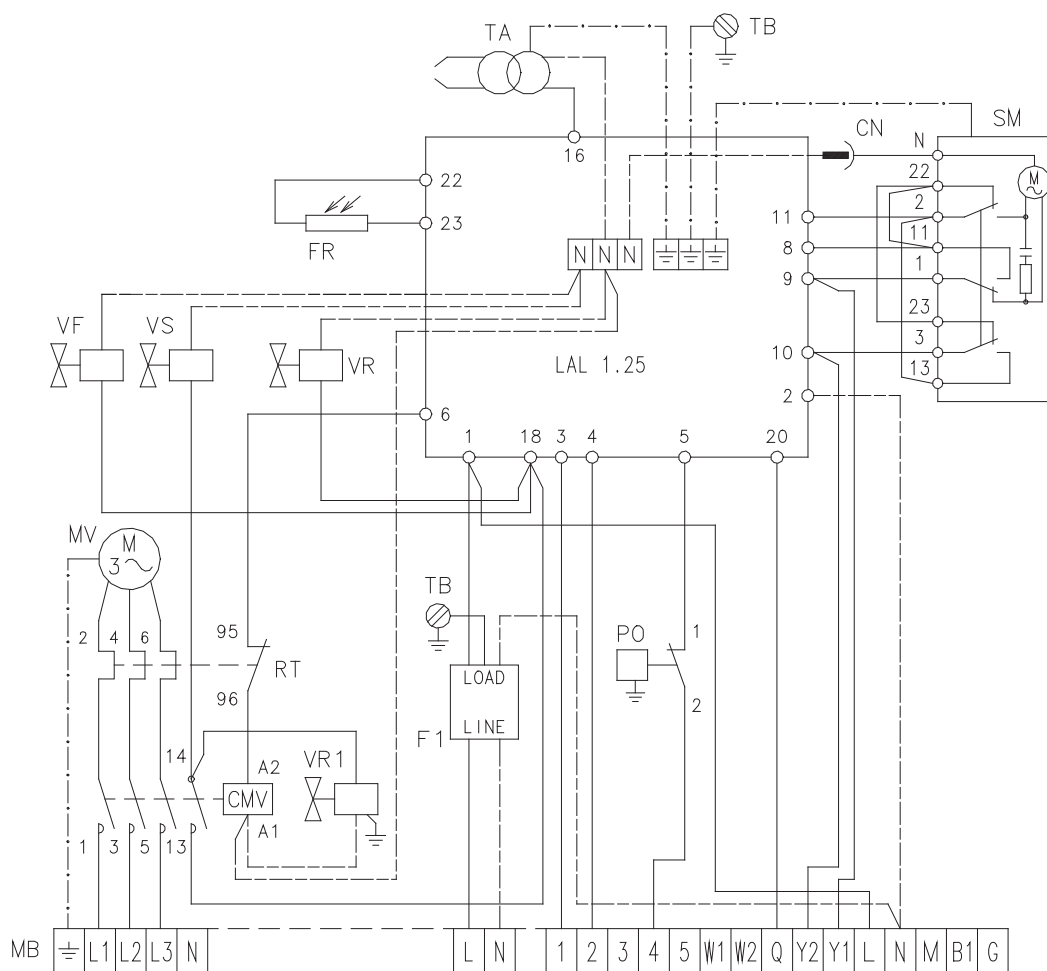 TA
TB
CN
SM
N
16
22
22
M
2
23
11
FR
11
8
N N N
1
9
23
VF
VS
VR
LAL 1.25
10
3
13
2
6
1
18
3
4
5
20
MV
M
3
TB
2
4
6
95
PO
1
RT
LOAD
96
2
LINE
F1
14
VR1
A2
CMV
A1
1
3
5
13
MB
L1 L2 L3 N
L N
1 2 3 4 5 W1 W2 Q Y2 Y1 L N M B1 G